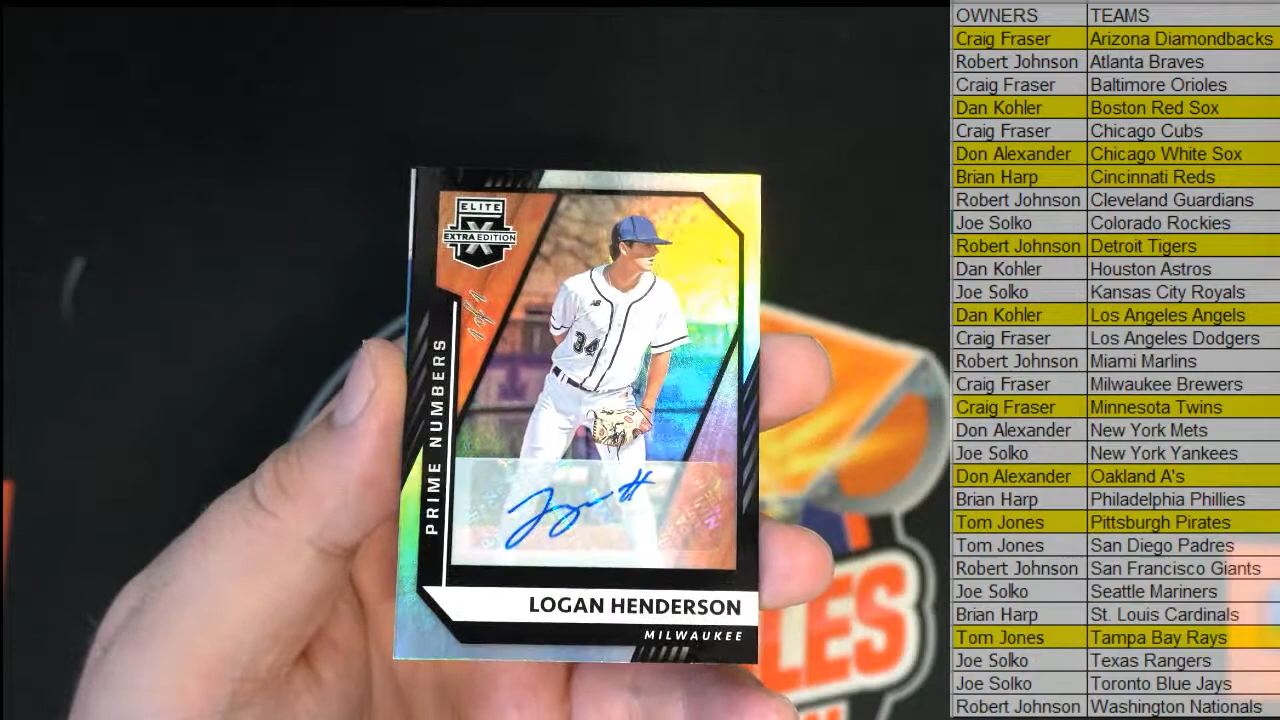 ELITE
X
EXTRA EDITION
1 of 1
NB
34
PRIME NUMBERS
LOGAN HENDERSON
MILWAUKEE
LES
OWNERS TEAMS
Craig Fraser Arizona Diamondbacks
Robert Johnson Atlanta Braves
Craig Fraser Baltimore Orioles
Dan Kohler Boston Red Sox
Craig Fraser Chicago Cubs
Don Alexander Chicago White Sox
Brian Harp Cincinnati Reds
Robert Johnson Cleveland Guardians
Joe Solko Colorado Rockies
Robert Johnson Detroit Tigers
Dan Kohler Houston Astros
Joe Solko Kansas City Royals
Dan Kohler Los Angeles Angels
Craig Fraser Los Angeles Dodgers
Robert Johnson Miami Marlins
Craig Fraser Milwaukee Brewers
Craig Fraser Minnesota Twins
Don Alexander New York Mets
Joe Solko New York Yankees
Don Alexander Oakland A's
Brian Harp Philadelphia Phillies
Tom Jones Pittsburgh Pirates
Tom Jones San Diego Padres
Robert Johnson San Francisco Giants
Joe Solko Seattle Mariners
Brian Harp St. Louis Cardinals
Tom Jones Tampa Bay Rays
Joe Solko Texas Rangers
Joe Solko Toronto Blue Jays
Robert Johnson Washington Nationals